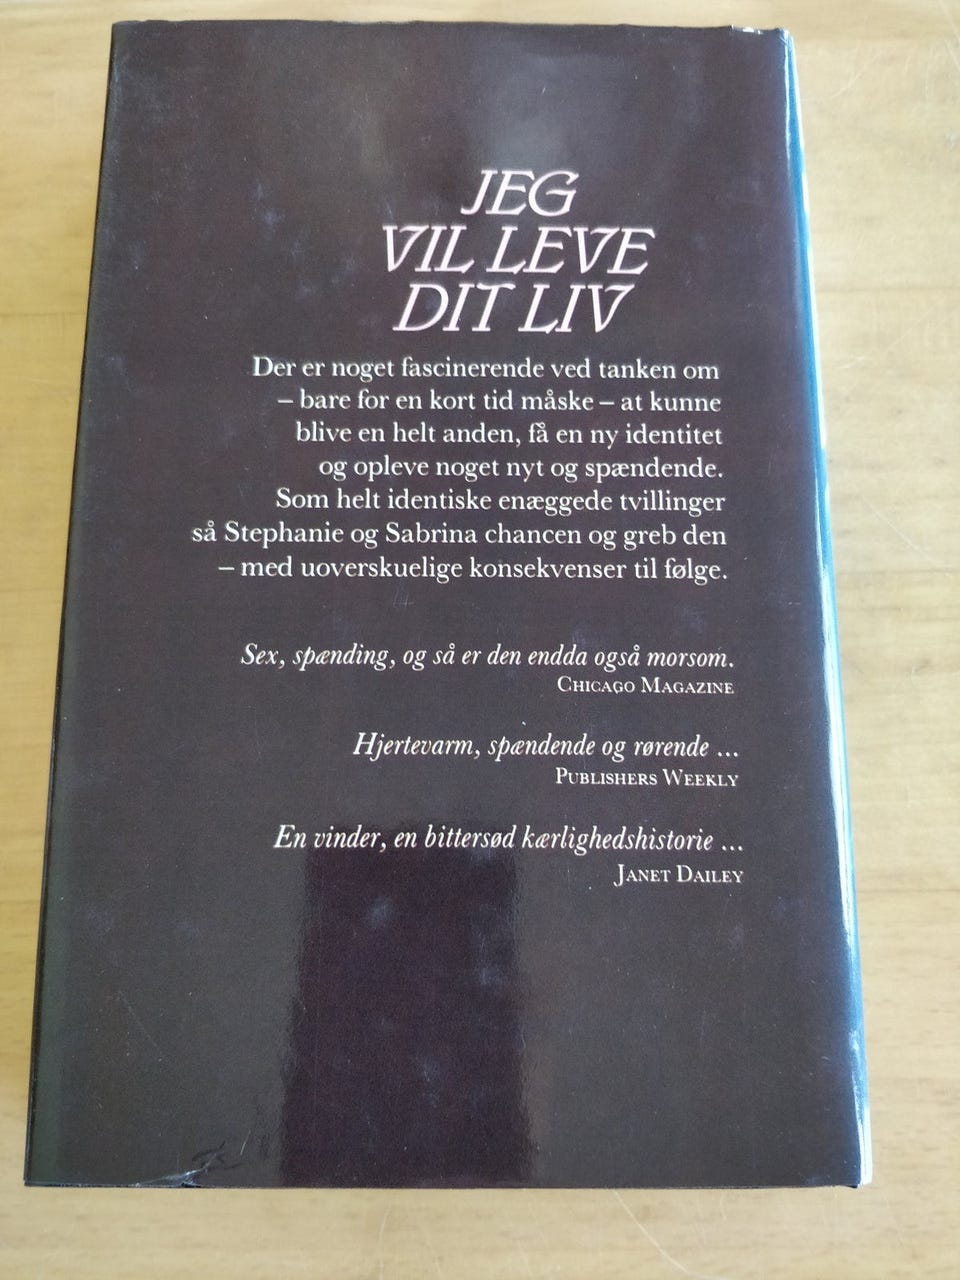 JEG
VIL LEVE
DIT LIV
Der er noget fascinerende ved tanken om
– bare for en kort tid måske – at kunne
blive en helt anden, få en ny identitet
og opleve noget nyt og spændende.
Som helt identiske enæggede tvillinger
så Stephanie og Sabrina chancen og greb den
– med uoverskuelige konsekvenser til følge.
Sex, spænding, og så er den endda også morsom.
CHICAGO MAGAZINE
Hjertevarm, spændende og rørende ...
PUBLISHERS WEEKLY
En vinder, en bittersød kærlighedshistorie ...
JANET DAILEY